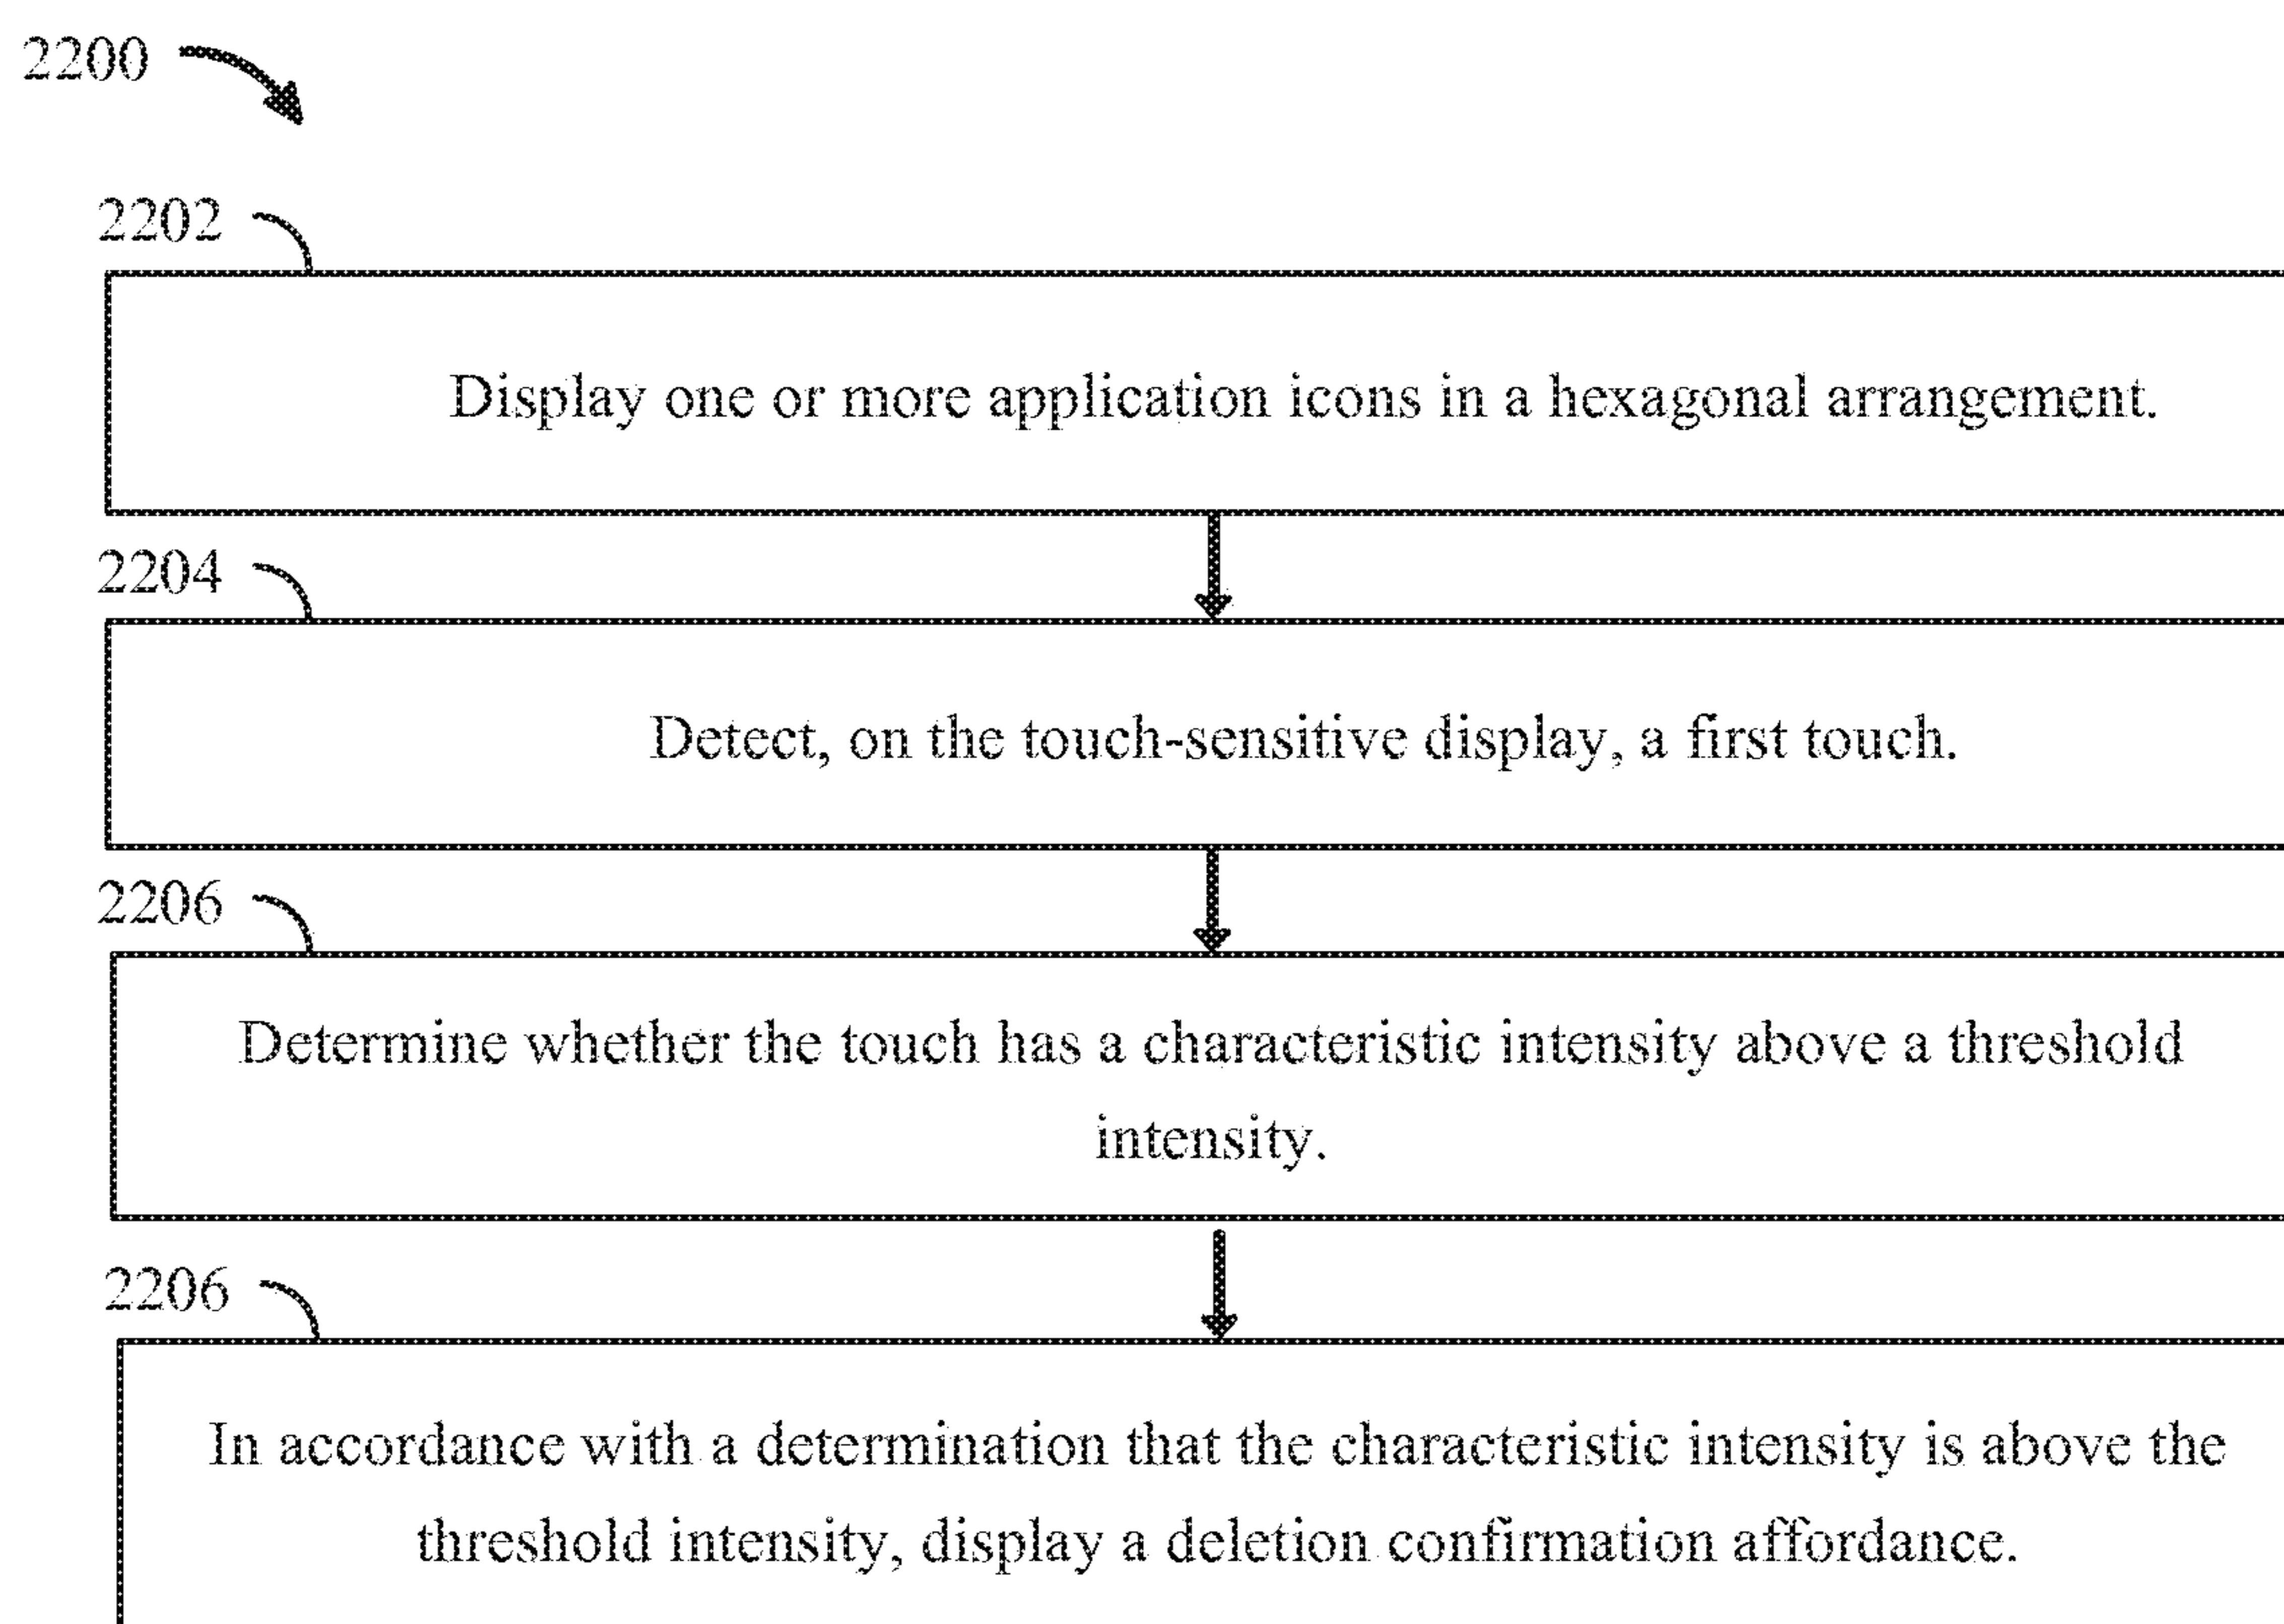 2200
2202
Display one or more application icons in a hexagonal arrangement.
2204
Detect, on the touch-sensitive display, a first touch.
2206
Determine whether the touch has a characteristic intensity above a threshold
intensity.
2206
In accordance with a determination that the characteristic intensity is above the
threshold intensity, display a deletion confirmation affordance.